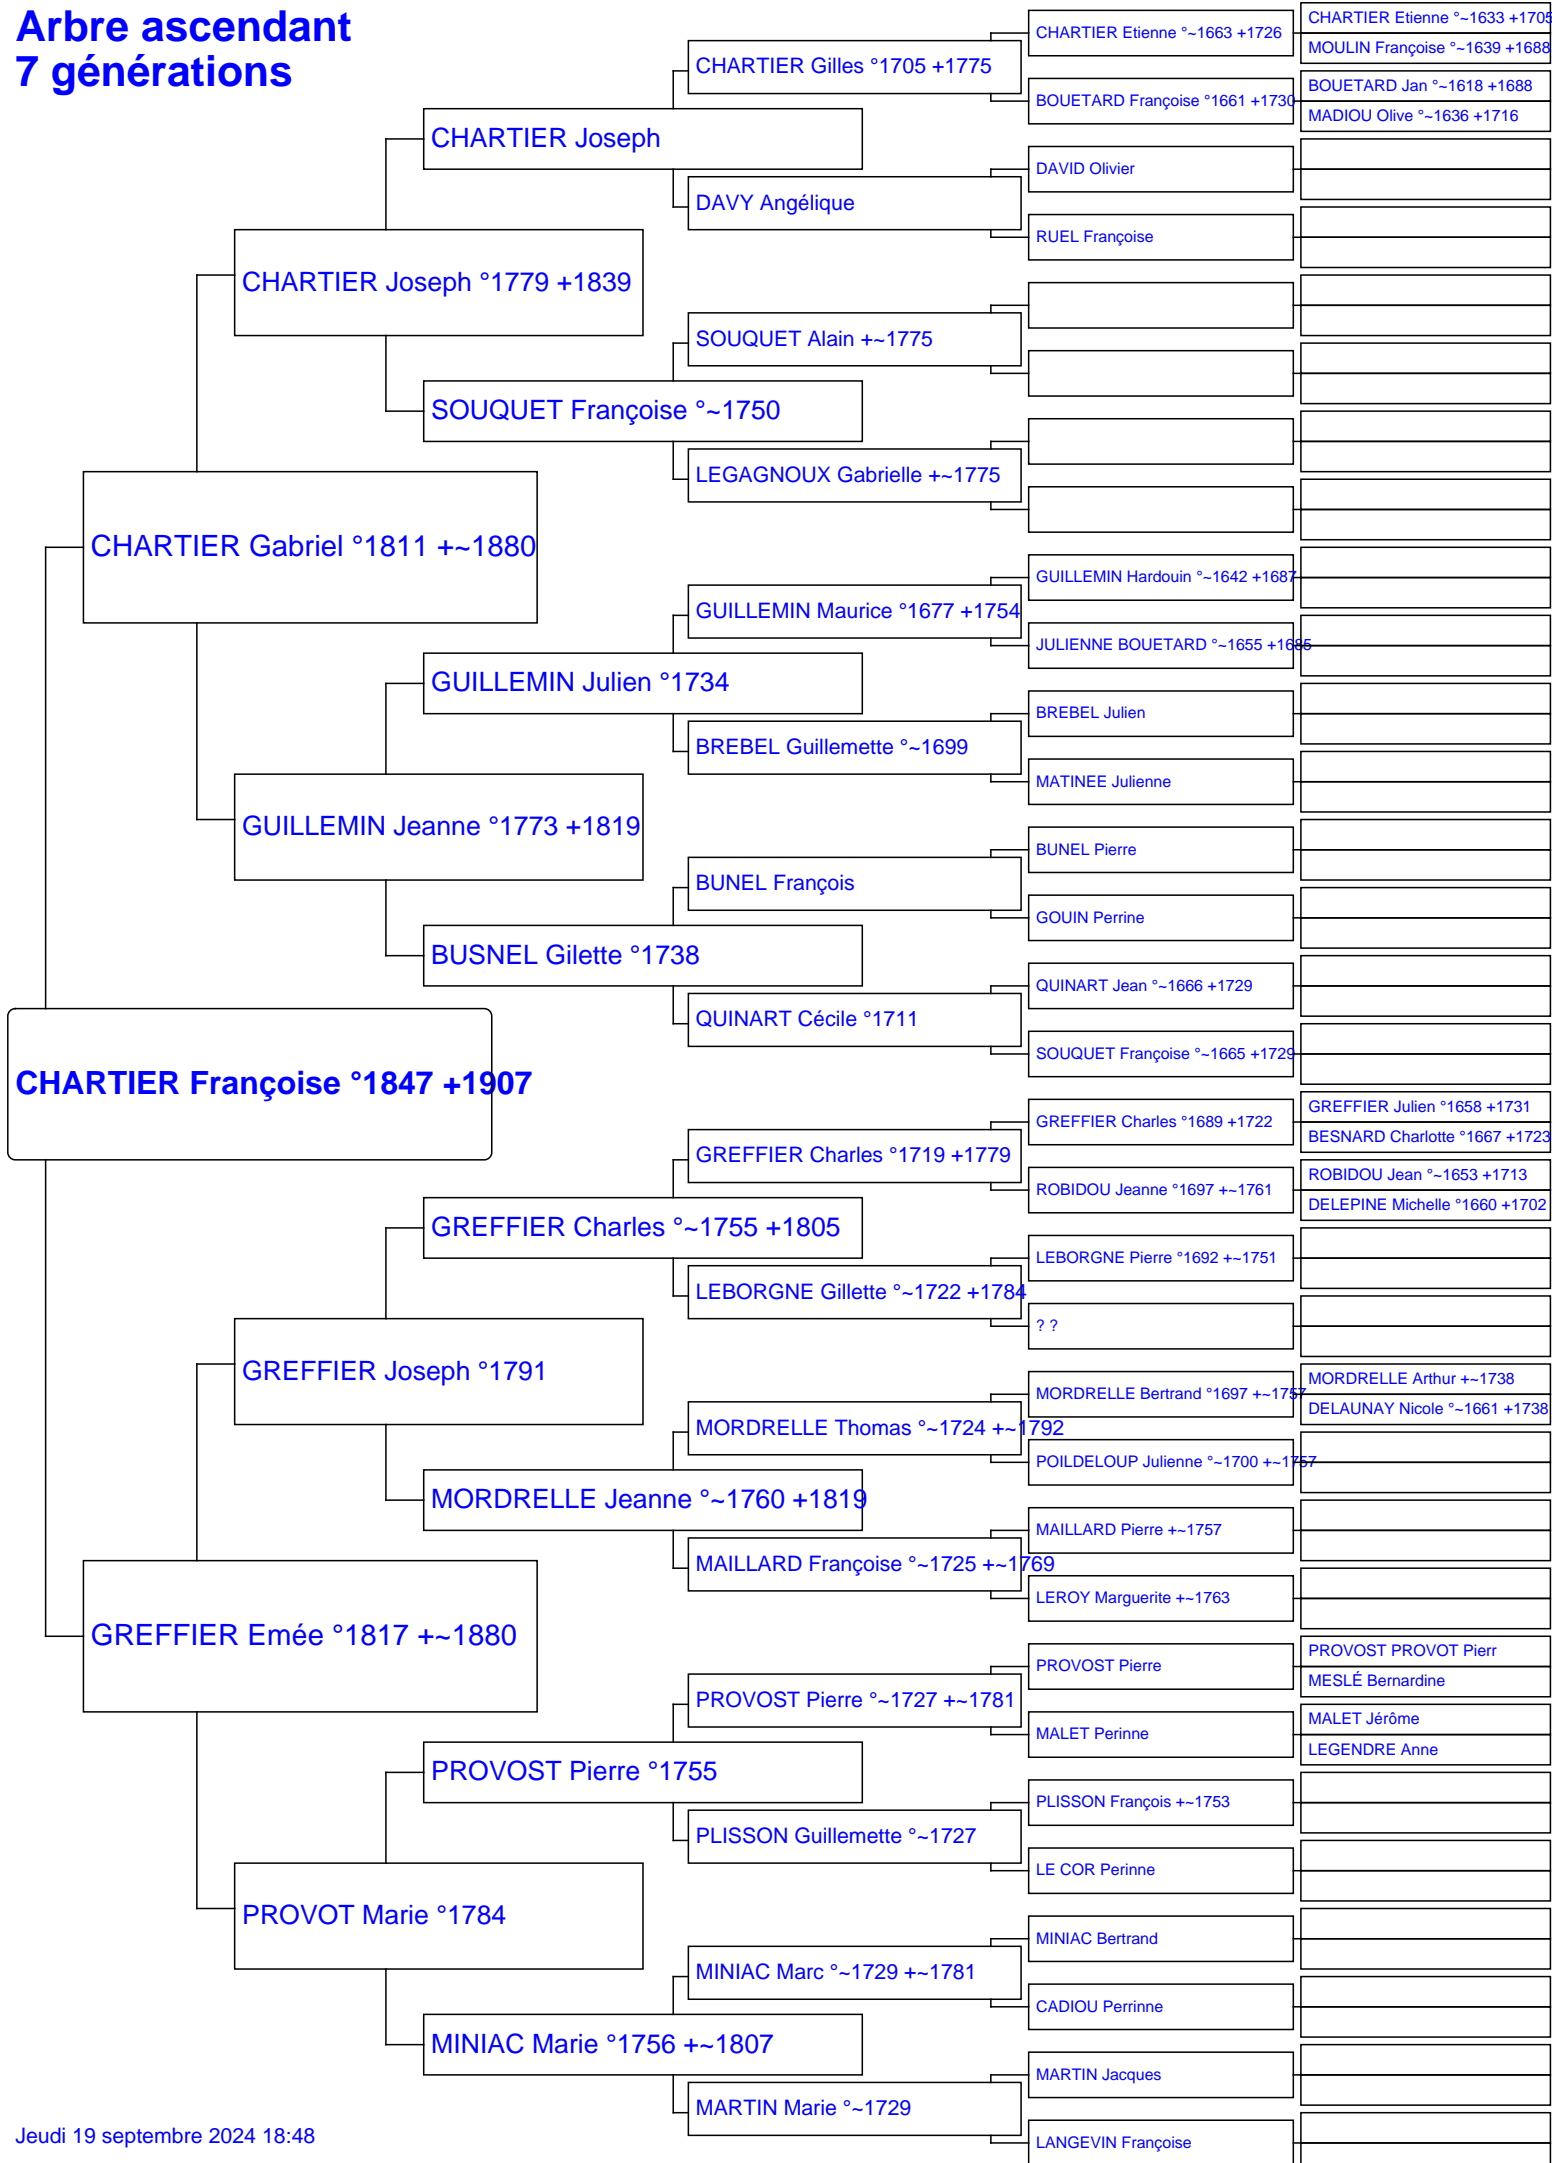 Arbre ascendant
7 générations
CHARTIER Françoise °1847 +1907
CHARTIER Gabriel °1811 +~1880
GREFFIER Emée °1817 +~1880
CHARTIER Joseph °1779 +1839
GUILLEMIN Jeanne °1773 +1819
GREFFIER Joseph °1791
PROVOT Marie °1784
CHARTIER Joseph
SOUQUET Françoise °~1750
GUILLEMIN Julien °1734
BUSNEL Gilette °1738
GREFFIER Charles °~1755 +1805
MORDRELLE Jeanne °~1760 +1819
PROVOST Pierre °1755
MINIAC Marie °1756 +~1807
CHARTIER Gilles °1705 +1775
DAVY Angélique
SOUQUET Alain +~1775
LEGAGNOUX Gabrielle +~1775
GUILLEMIN Maurice °1677 +1754
BREBEL Guillemette °~1699
BUNEL François
QUINART Cécile °1711
GREFFIER Charles °1719 +1779
LEBORGNE Gillette °~1722 +1784
MORDRELLE Thomas °~1724 +~1792
MAILLARD Françoise °~1725 +~1769
PROVOST Pierre °~1727 +~1781
PLISSON Guillemette °~1727
MINIAC Marc °~1729 +~1781
MARTIN Marie °~1729
CHARTIER Etienne °~1663 +1726
BOUETARD Françoise °1661 +1730
DAVID Olivier
RUEL Françoise
GUILLEMIN Hardouin °~1642 +1687
JULIENNE BOUETARD °~1655 +1685
BREBEL Julien
MATINEE Julienne
BUNEL Pierre
GOUIN Perrine
QUINART Jean °~1666 +1729
SOUQUET Françoise °~1665 +1729
GREFFIER Charles °1689 +1722
ROBIDOU Jeanne °1697 +~1761
LEBORGNE Pierre °1692 +~1751
? ?
MORDRELLE Bertrand °1697 +~1757
POILDELOUP Julienne °~1700 +~1757
MAILLARD Pierre +~1757
LEROY Marguerite +~1763
PROVOST Pierre
MALET Perinne
PLISSON François +~1753
LE COR Perinne
MINIAC Bertrand
CADIOU Perrinne
MARTIN Jacques
LANGEVIN Françoise
CHARTIER Etienne °~1633 +1705
MOULIN Françoise °~1639 +1688
BOUETARD Jan °~1618 +1688
MADIOU Olive °~1636 +1716
GREFFIER Julien °1658 +1731
BESNARD Charlotte °1667 +1723
ROBIDOU Jean °~1653 +1713
DELEPINE Michelle °1660 +1702
MORDRELLE Arthur +~1738
DELAUNAY Nicole °~1661 +1738
PROVOST PROVOT Pierr
MESLÉ Bernardine
MALET Jérôme
LEGENDRE Anne
Jeudi 19 septembre 2024 18:48